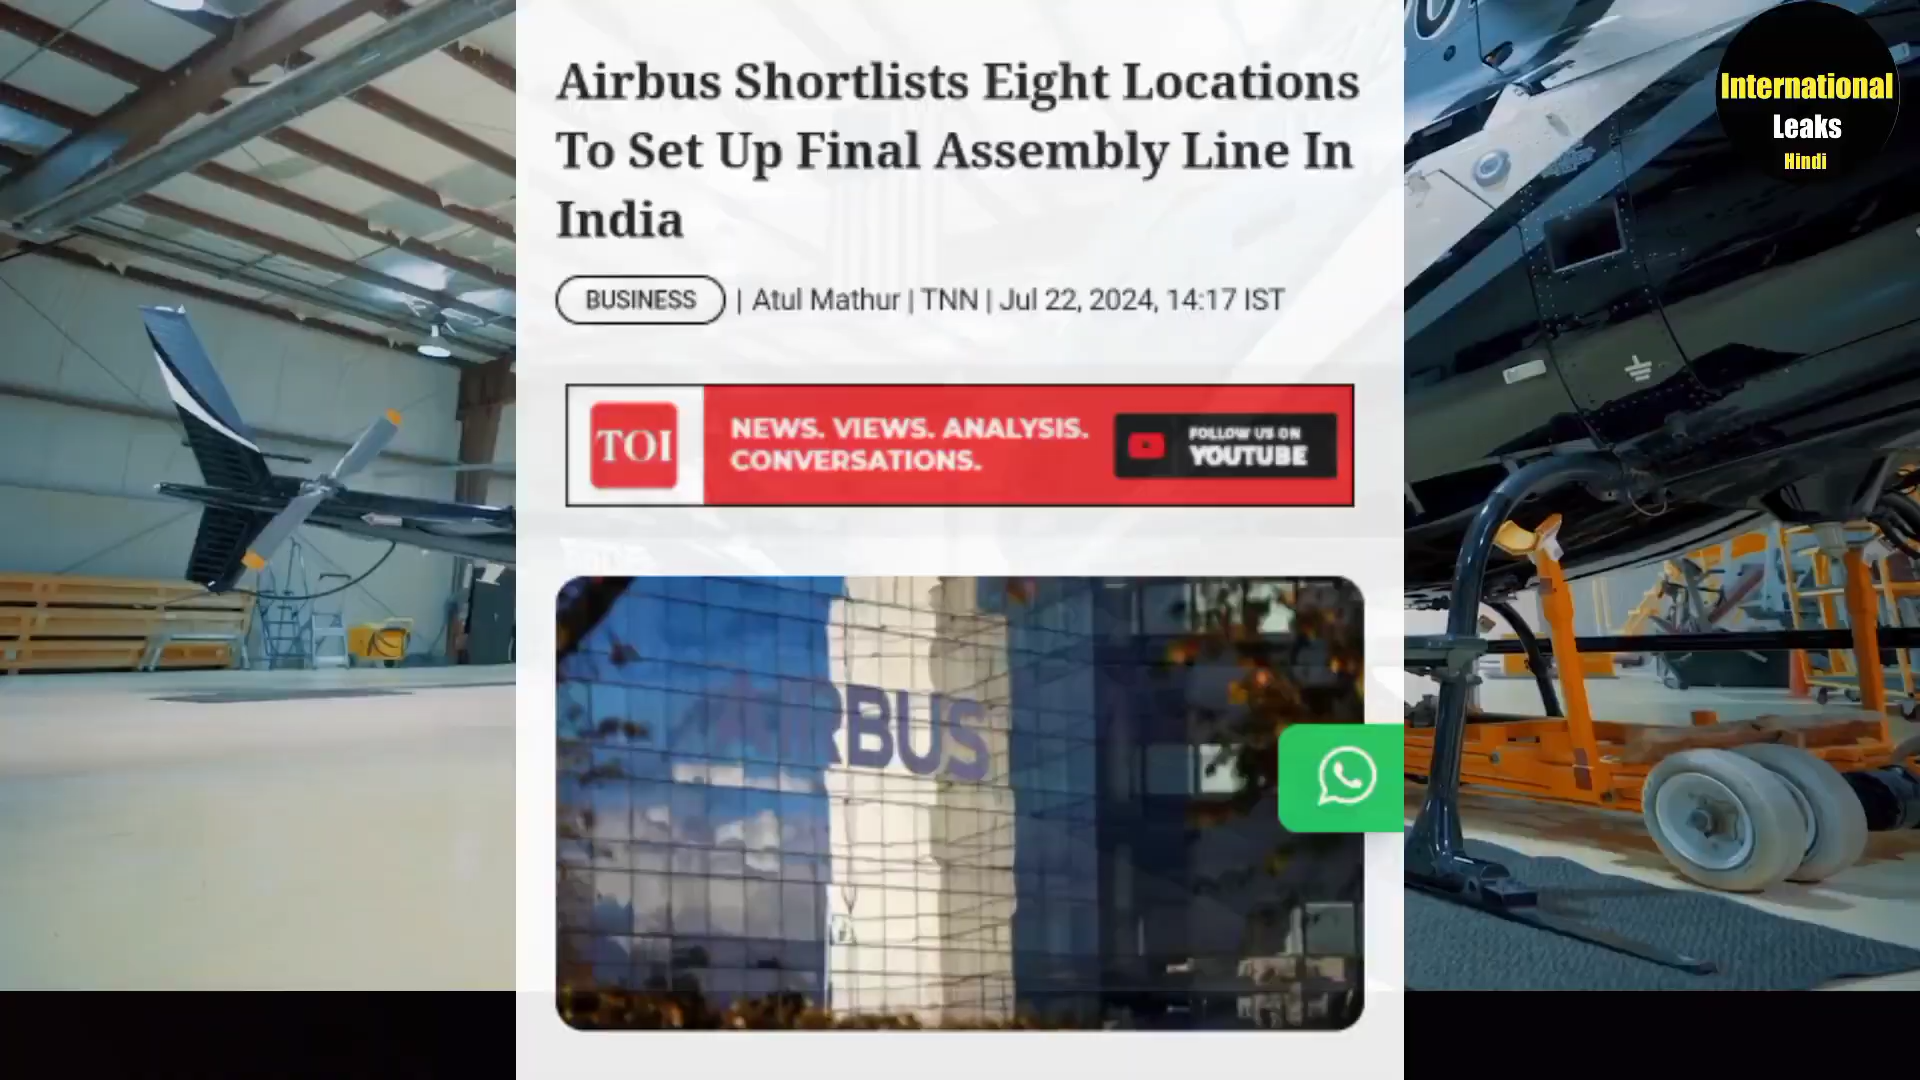 Airbus Shortlists Eight Locations
To Set Up Final Assembly Line In
India
BUSINESS | Atul Mathur | TNN | Jul 22, 2024, 14:17 IST
TOI
NEWS. VIEWS. ANALYSIS.
CONVERSATIONS.
FOLLOW US ON
YOUTUBE
AIRBUS
International
Leaks
Hindi